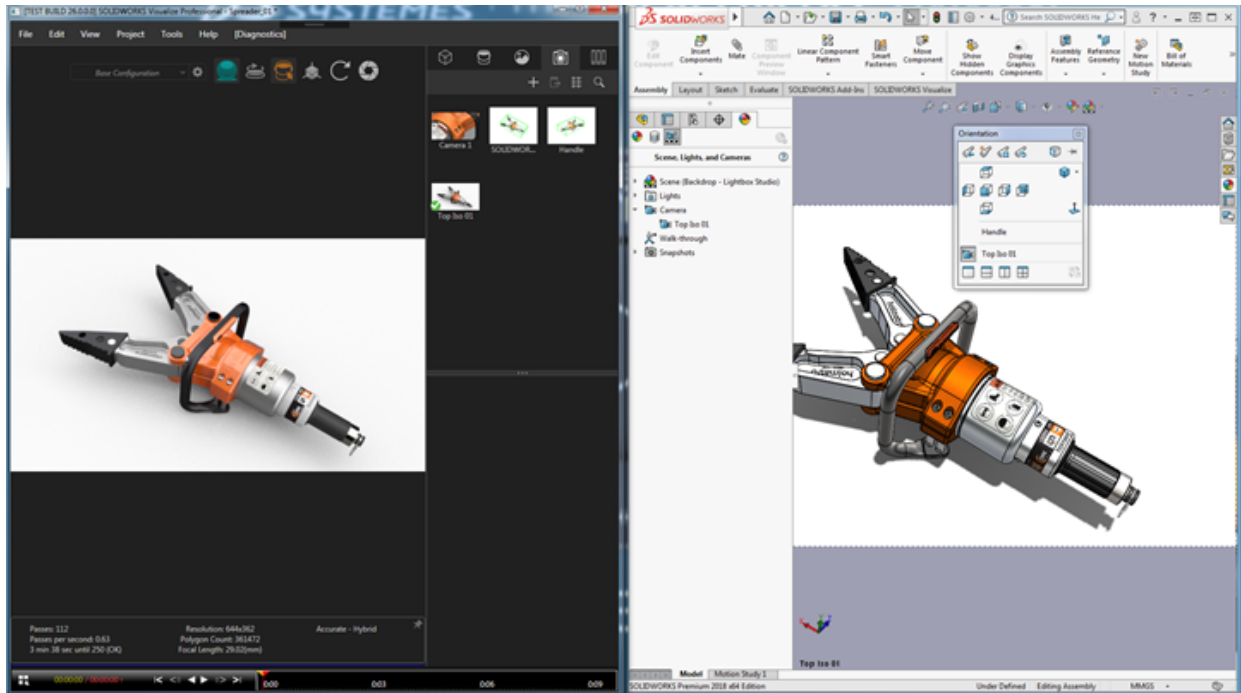 [TEST BUILD 26.0.0.0] SOLIDWORKS Visualize Professional - Spreader_01 *
SYSTEMES
File Edit View Project Tools Help [Diagnostics]
Base Configuration
Camera 1
SOLIDWOR...
Handle
Top Iso 01
Passes: 112
Passes per second: 0.63
3 min 38 sec until 250 (OK)
Resolution: 644x362
Polygon Count: 361472
Focal Length: 29.02(mm)
Accurate - Hybrid
0:00 0:03 0:06 0:09
SOLIDWORKS
4...
Search SOLIDWORKS He
Edit Component
Insert Components
Mate
Component Preview Window
Linear Component Pattern
Smart Fasteners
Move Component
Show Hidden Components
Display Graphics Components
Assembly Features
Reference Geometry
New Motion Study
Bill of Materials
Assembly Layout Sketch Evaluate SOLIDWORKS Add-Ins SOLIDWORKS Visualize
Scene, Lights, and Cameras
Scene (Backdrop - Lightbox Studio)
Lights
Camera
Top Iso 01
Walk-through
Snapshots
Orientation
Handle
Top Iso 01
holmatro
Top Iso 01
Model Motion Study 1
SOLIDWORKS Premium 2018 x64 Edition
Under Defined Editing Assembly MMGS